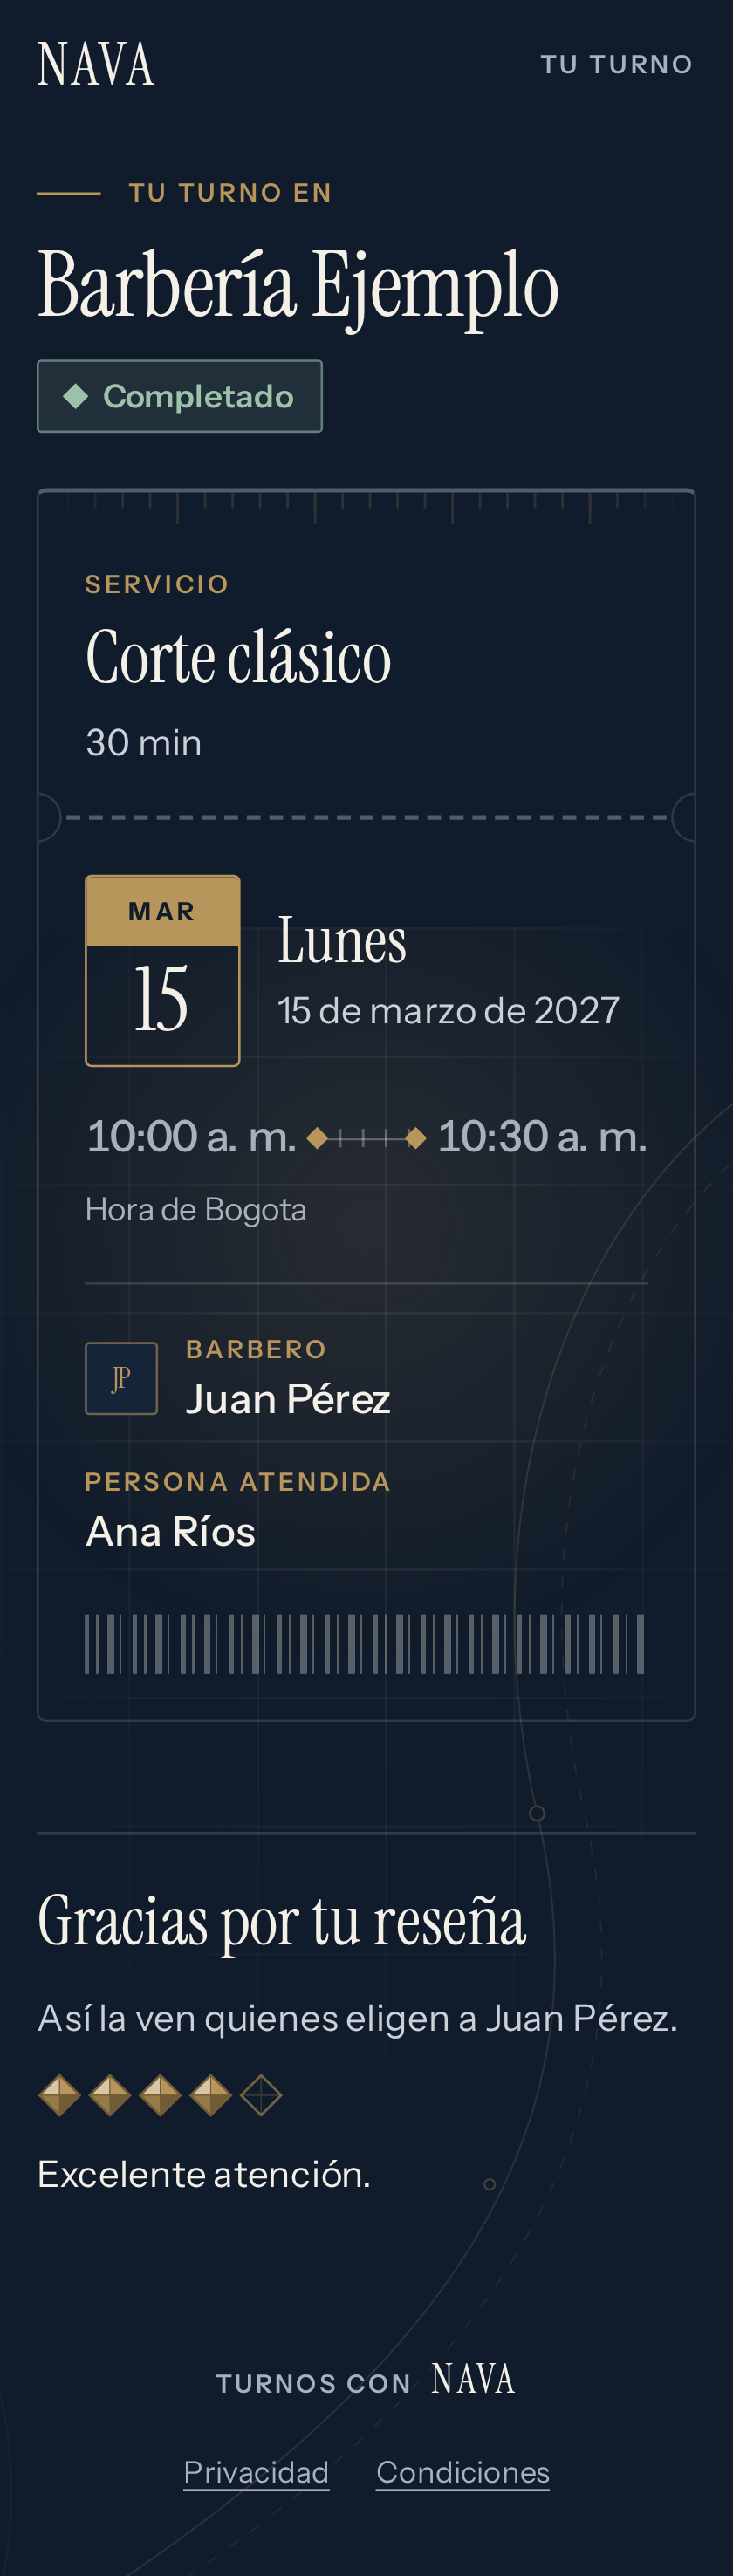 NAVA
TU TURNO
TU TURNO EN
Barbería Ejemplo
Completado
SERVICIO
Corte clásico
30 min
MAR
15
Lunes
15 de marzo de 2027
10:00 a. m.
10:30 a. m.
Hora de Bogota
JP
BARBERO
Juan Pérez
PERSONA ATENDIDA
Ana Ríos
Gracias por tu reseña
Así la ven quienes eligen a Juan Pérez.
Excelente atención.
TURNOS CON NAVA
Privacidad
Condiciones